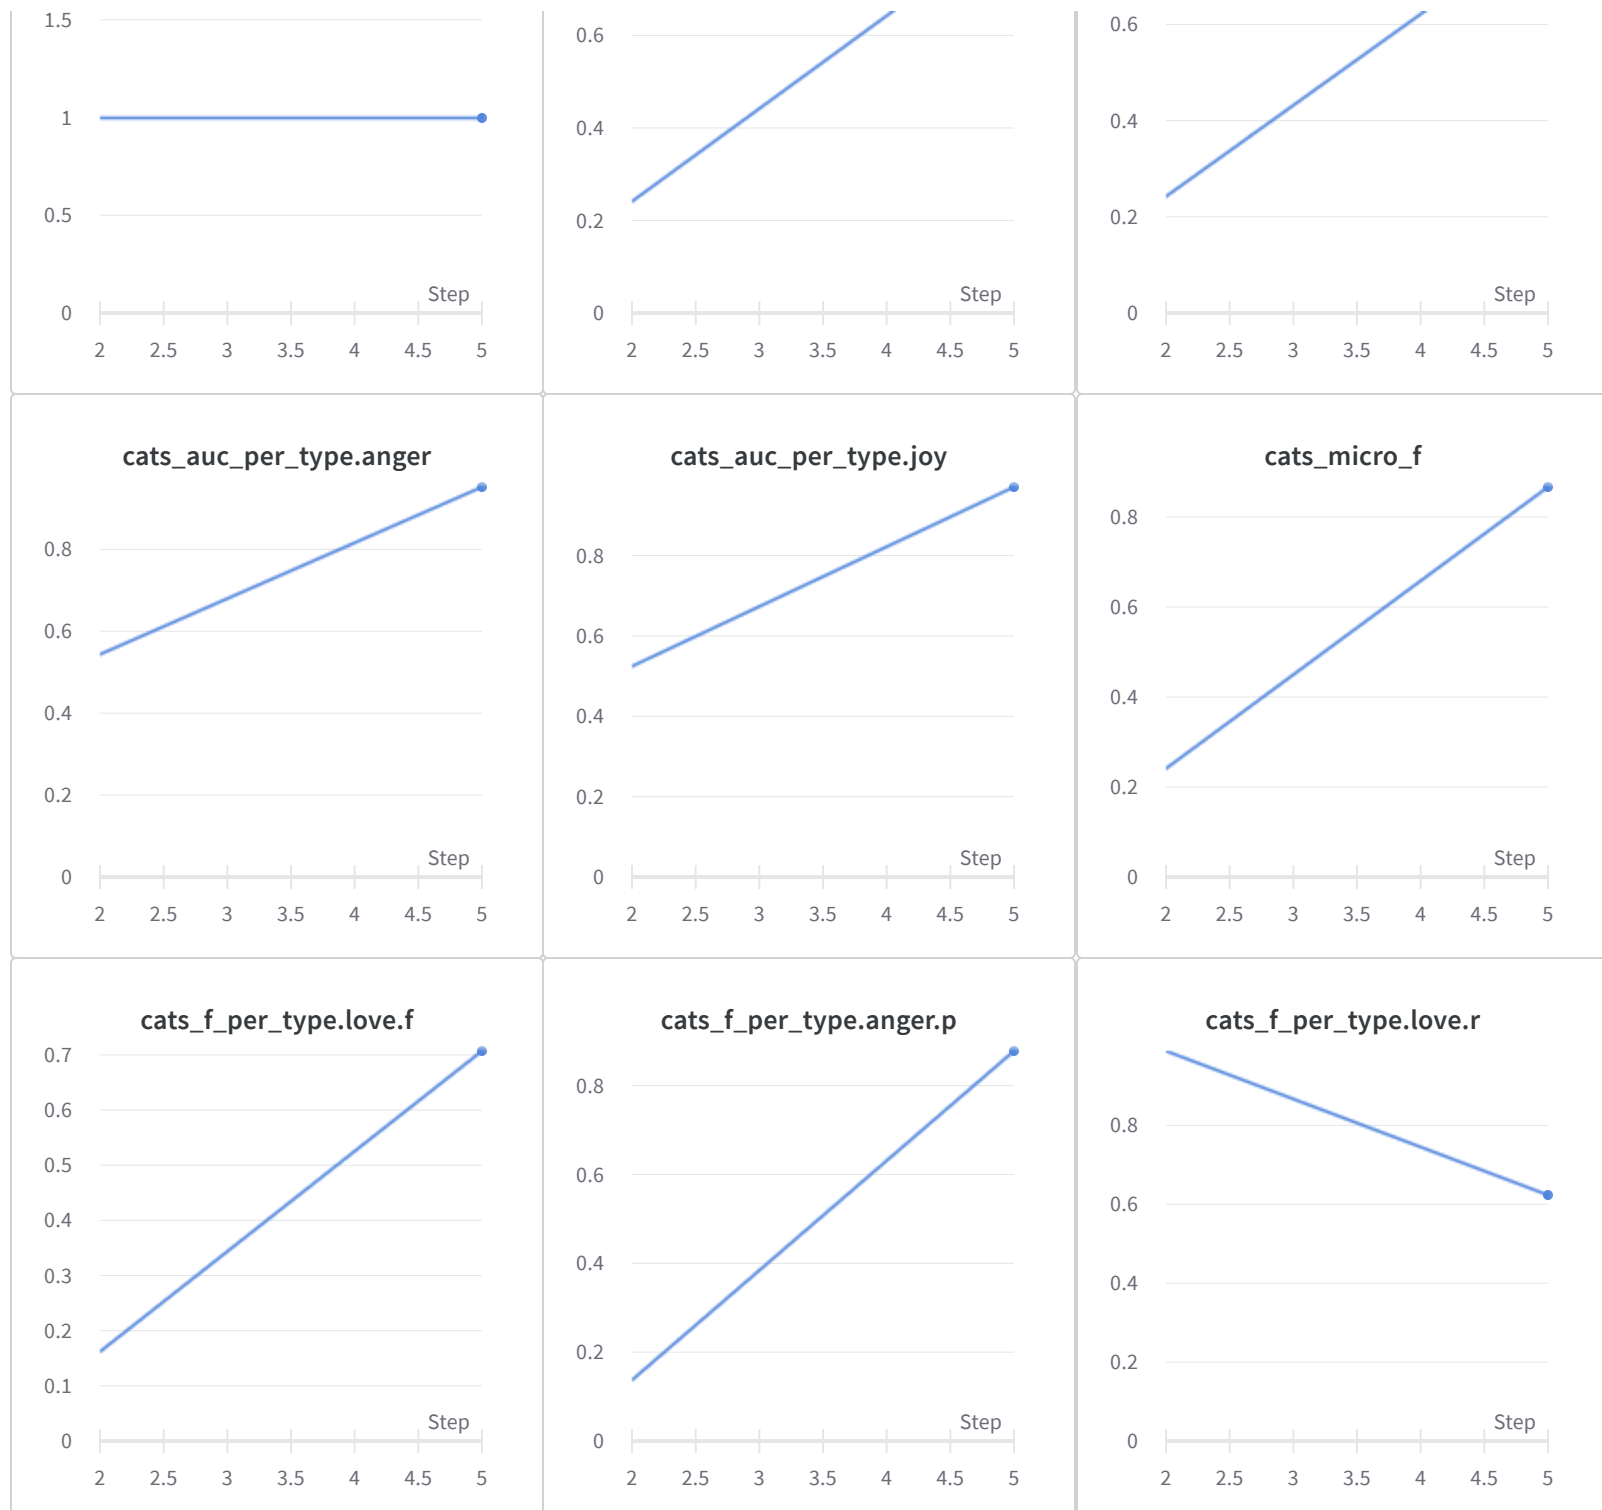 1.5
1
0.5
0
Step
2 2.5 3 3.5 4 4.5 5
0.6
0.4
0.2
0
Step
2 2.5 3 3.5 4 4.5 5
0.6
0.4
0.2
0
Step
2 2.5 3 3.5 4 4.5 5
cats_auc_per_type.anger
0.8
0.6
0.4
0.2
0
Step
2 2.5 3 3.5 4 4.5 5
cats_auc_per_type.joy
0.8
0.6
0.4
0.2
0
Step
2 2.5 3 3.5 4 4.5 5
cats_micro_f
0.8
0.6
0.4
0.2
0
Step
2 2.5 3 3.5 4 4.5 5
cats_f_per_type.love.f
0.7
0.6
0.5
0.4
0.3
0.2
0.1
0
Step
2 2.5 3 3.5 4 4.5 5
cats_f_per_type.anger.p
0.8
0.6
0.4
0.2
0
Step
2 2.5 3 3.5 4 4.5 5
cats_f_per_type.love.r
0.8
0.6
0.4
0.2
0
Step
2 2.5 3 3.5 4 4.5 5